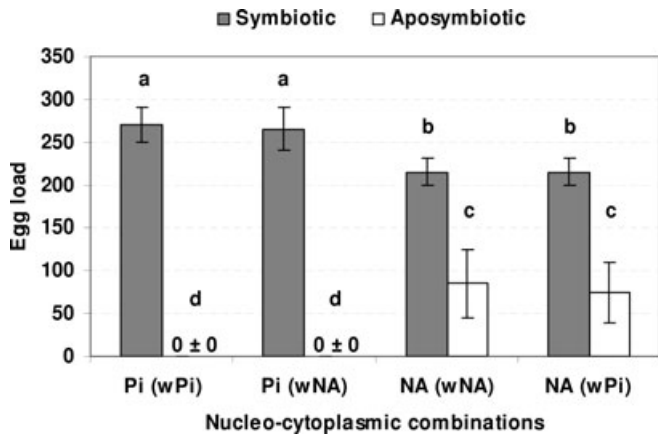 Symbiotic Aposymbiotic
350
300
250
200
150
100
50
0
Egg load
a a b b
c c
d d
0 ± 0 0 ± 0
Pi (wPi) Pi (wNA) NA (wNA) NA (wPi)
Nucleo-cytoplasmic combinations